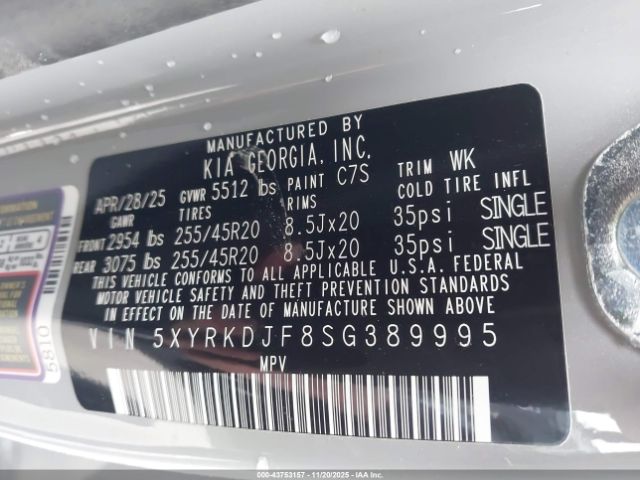 MANUFACTURED BY
KIA GEORGIA, INC.
APR/28/25 GVWR 5512 lbs PAINT C7S TRIM WK
GAWR TIRES RIMS COLD TIRE INFL
FRONT 2954 lbs 255/45R20 8.5Jx20 35psi SINGLE
REAR 3075 lbs 255/45R20 8.5Jx20 35psi SINGLE
THIS VEHICLE CONFORMS TO ALL APPLICABLE U.S.A. FEDERAL
MOTOR VEHICLE SAFETY AND THEFT PREVENTION STANDARDS
IN EFFECT ON THE DATE OF MANUFACTURE SHOWN ABOVE
VIN 5XYRKDJF8SG389995
MPV
5810
000-43753157 - 11/20/2025 - IAA Inc.